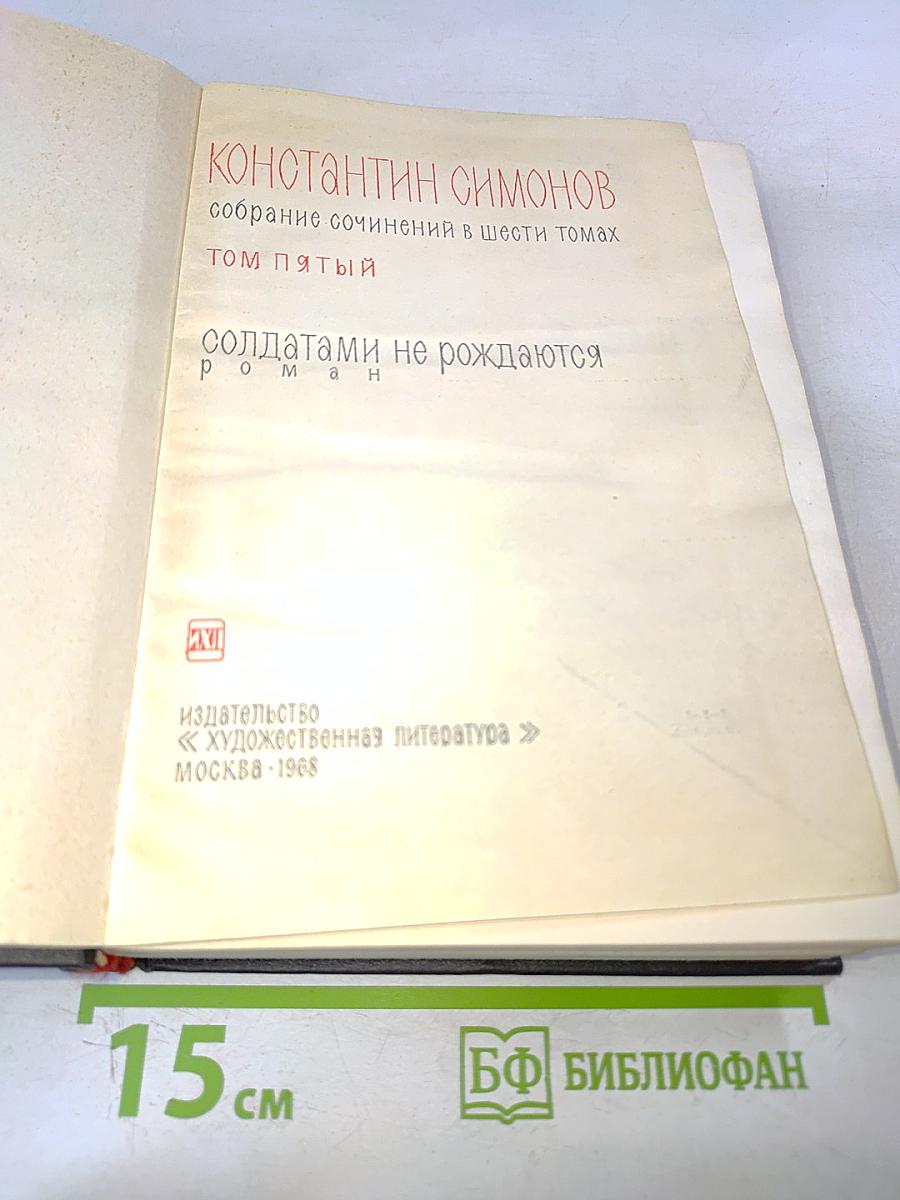 КОНСТАНТИН СИМОНОВ
собрание сочинений в шести томах
том пятый
солдатами не рождаются
роман
ИХЛ
издательство
« художественная литература »
москва · 1968
15 см
БФ БИБЛИОФАН